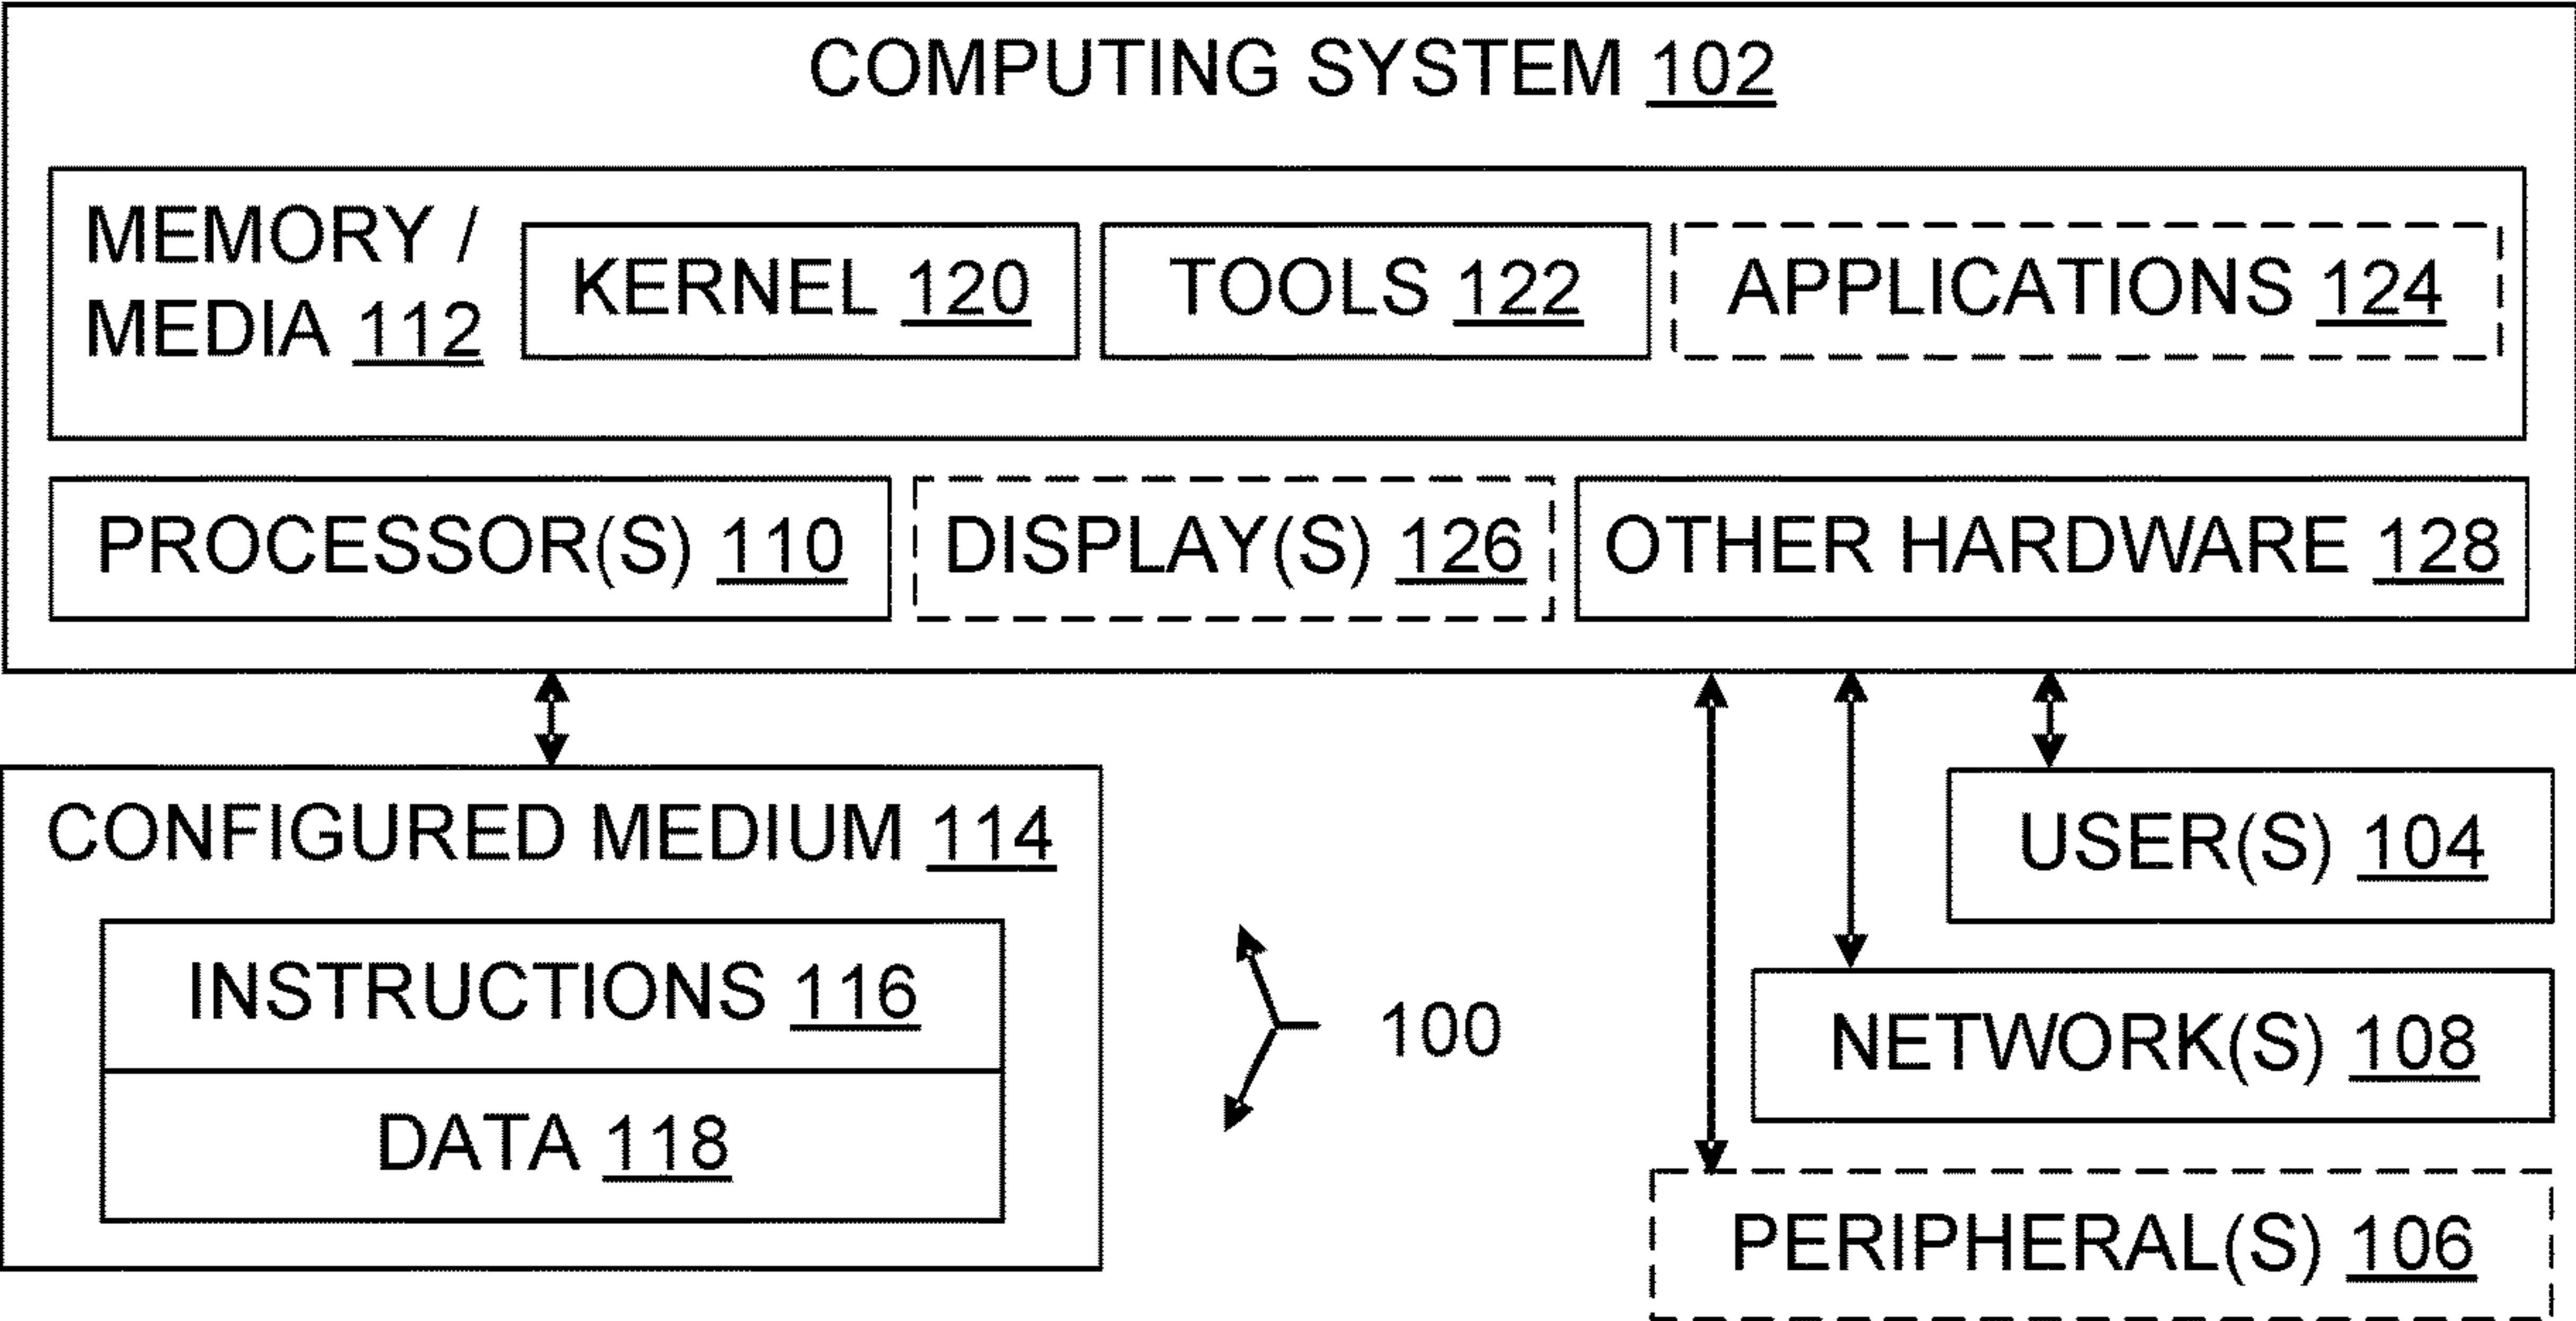 COMPUTING SYSTEM 102
MEMORY /
MEDIA 112
KERNEL 120
TOOLS 122
APPLICATIONS 124
PROCESSOR(S) 110
DISPLAY(S) 126
OTHER HARDWARE 128
CONFIGURED MEDIUM 114
INSTRUCTIONS 116
DATA 118
100
USER(S) 104
NETWORK(S) 108
PERIPHERAL(S) 106